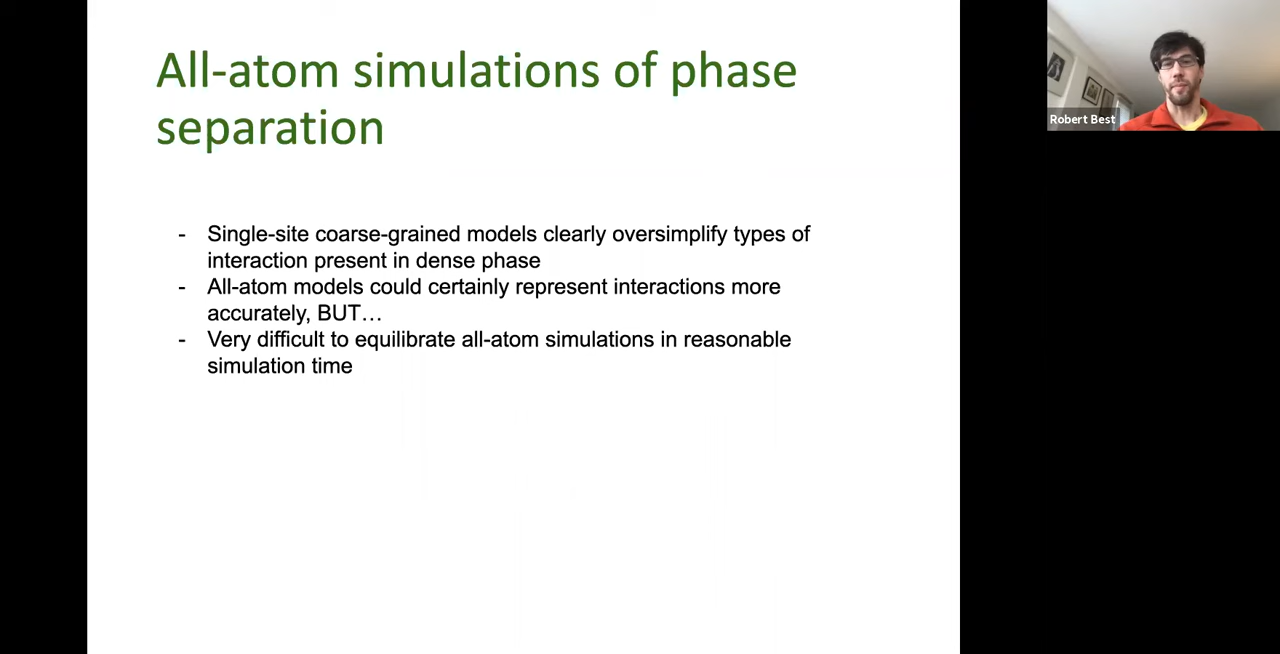 All-atom simulations of phase
separation
- Single-site coarse-grained models clearly oversimplify types of
interaction present in dense phase
- All-atom models could certainly represent interactions more
accurately, BUT…
- Very difficult to equilibrate all-atom simulations in reasonable
simulation time
Robert Best